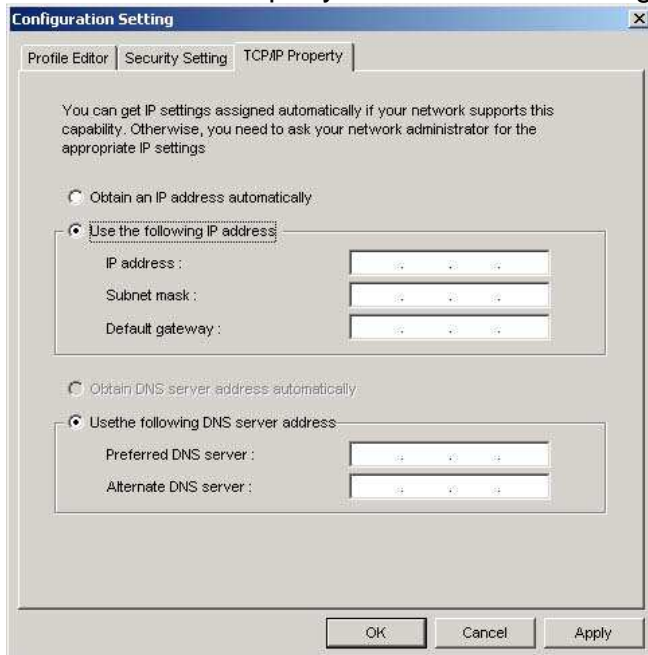 Configuration Setting
Profile Editor
Security Setting
TCP/IP Property
You can get IP settings assigned automatically if your network supports this
capability. Otherwise, you need to ask your network administrator for the
appropriate IP settings
Obtain an IP address automatically
Use the following IP address
IP address :
Subnet mask :
Default gateway :
Obtain DNS server address automatically
Usethe following DNS server address
Preferred DNS server :
Alternate DNS server :
OK
Cancel
Apply